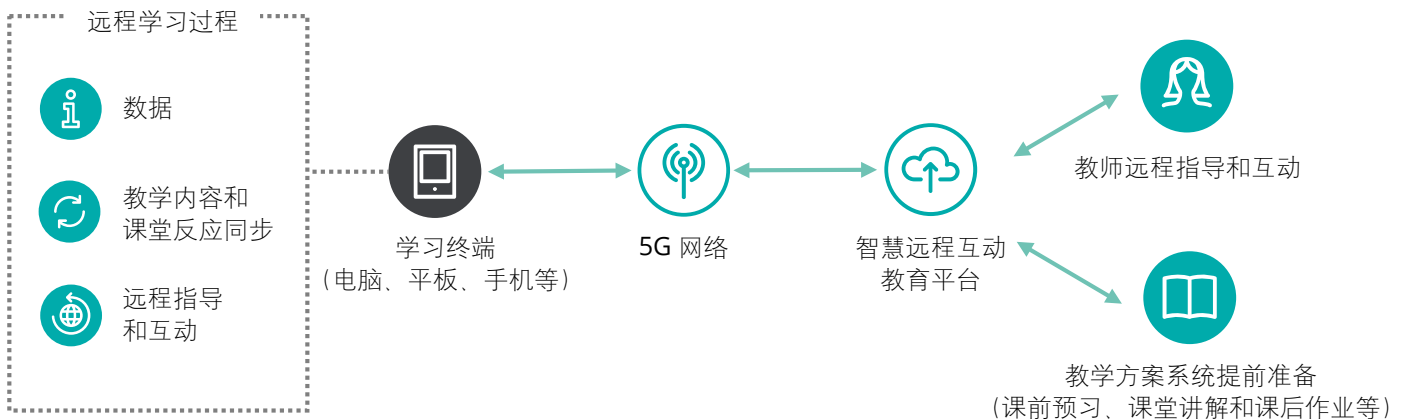 远程学习过程
数据
教学内容和
课堂反应同步
远程指导
和互动
学习终端
（电脑、平板、手机等）
5G 网络
智慧远程互动
教育平台
教师远程指导和互动
教学方案系统提前准备
（课前预习、课堂讲解和课后作业等）